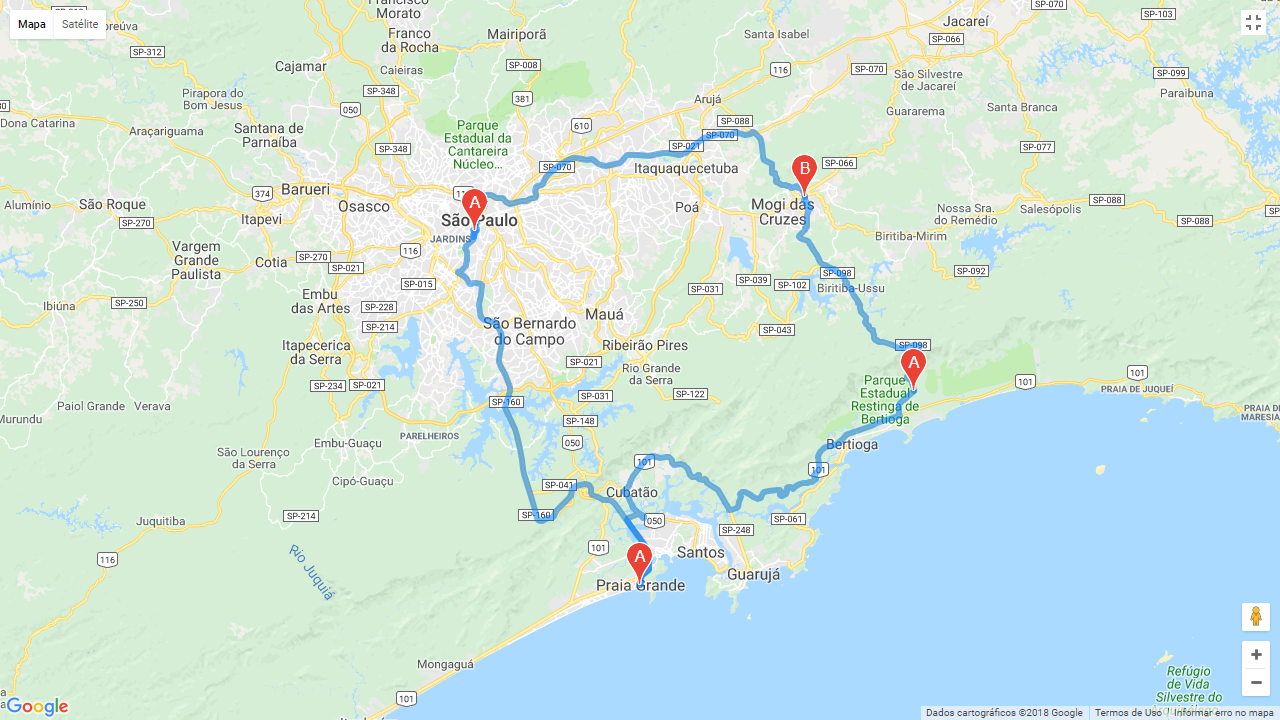 Mapa
Satélite
SP-010
Francisco
Morato
SP-070
SP-103
Jacareí
SP-312
Franco
da Rocha
Mairiporã
Santa Isabel
SP-066
Cajamar
Caieiras
SP-008
116
SP-070
São Silvestre
de Jacareí
SP-099
Pirapora do
Bom Jesus
SP-348
381
Arujá
Paraibuna
Dona Catarina
050
Guararema
Santa Branca
Araçariguama
Santana de
Parnaíba
Parque
Estadual da
Cantareira
Núcleo...
610
SP-088
SP-070
SP-021
SP-077
SP-348
SP-070
Itaquaquecetuba
B
SP-066
Barueri
374
A
Alumínio
São Roque
Osasco
Poá
Mogi das
Cruzes
Nossa Sra.
do Remédio
Salesópolis
SP-088
SP-270
Itapevi
São Paulo
SP-088
JARDINS
Biritiba-Mirim
Vargem
Grande
Paulista
116
Cotia
SP-270
SP-021
SP-098
SP-092
SP-015
SP-039
SP-102
Biritiba-Ussu
SP-031
Ibiúna
SP-250
Embu
das Artes
SP-228
Mauá
SP-214
São Bernardo
do Campo
SP-043
Itapecerica
da Serra
Ribeirão Pires
SP-098
SP-021
Rio Grande
da Serra
A
101
101
SP-234
SP-021
SP-122
Parque
Estadual
Restinga de
Bertioga
PRAIA DE JUQUEÍ
SP-031
Paiol Grande
Verava
SP-160
PRAIA DE
MARESIA
Murundu
SP-148
PARELHEIROS
Embu-Guaçu
050
Bertioga
São Lourenço
da Serra
101
101
Cipó-Guaçu
SP-041
Cubatão
SP-214
SP-160
050
SP-061
Juquitiba
SP-248
116
Rio Juquiá
101
A
Santos
Guarujá
Praia Grande
Mongaguá
Refúgio
de Vida
Silvestre do
101
Google
Dados cartográficos ©2018 Google
Termos de Uso
Informar erro no mapa